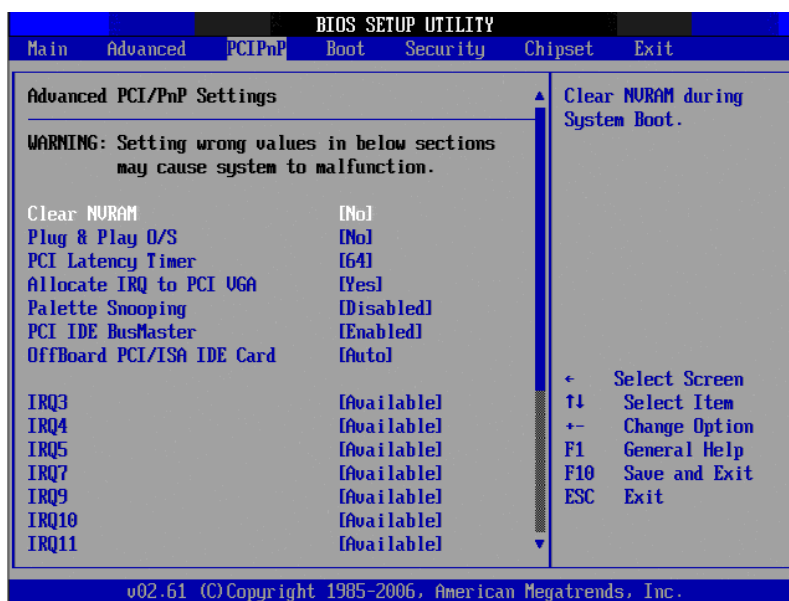 BIOS SETUP UTILITY
Main Advanced PCIPnP Boot Security Chipset Exit
Advanced PCI/PnP Settings
WARNING: Setting wrong values in below sections
may cause system to malfunction.
Clear NVRAM [No]
Plug & Play O/S [No]
PCI Latency Timer [64]
Allocate IRQ to PCI VGA [Yes]
Palette Snooping [Disabled]
PCI IDE BusMaster [Enabled]
OffBoard PCI/ISA IDE Card [Auto]
IRQ3 [Available]
IRQ4 [Available]
IRQ5 [Available]
IRQ7 [Available]
IRQ9 [Available]
IRQ10 [Available]
IRQ11 [Available]
Clear NVRAM during
System Boot.
← Select Screen
↑↓ Select Item
+- Change Option
F1 General Help
F10 Save and Exit
ESC Exit
v02.61 (C)Copyright 1985-2006, American Megatrends, Inc.